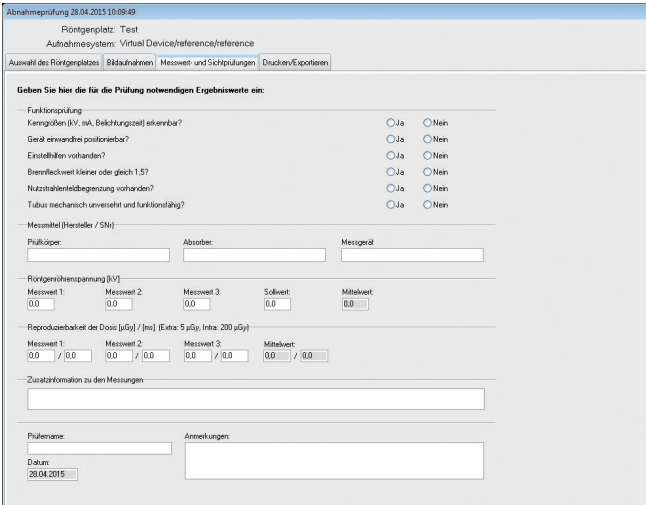 Abnahmeprüfung 28.04.2015 10:09:49
Röntgenplatz: Test
Aufnahmesystem: Virtual Device/reference/reference
Auswahl des Röntgenplatzes Bildaufnahmen Messwert- und Sichtprüfungen Drucken/Exportieren
Geben Sie hier die für die Prüfung notwendigen Ergebniswerte ein:
Funktionsprüfung
Kenngrößen (kV, mA, Belichtungszeit) erkennbar? Ja Nein
Gerät einwandfrei positionierbar? Ja Nein
Einstellhilfen vorhanden? Ja Nein
Brennfleckwert kleiner oder gleich 1,5? Ja Nein
Nutzstrahlenfeldbegrenzung vorhanden? Ja Nein
Tubus mechanisch unversehrt und funktionsfähig? Ja Nein
Messmittel (Hersteller / SNr)
Prüfkörper: Absorber: Messgerät
Röntgenröhrenspannung [kV]
Messwert 1: Messwert 2: Messwert 3: Sollwert: Mittelwert:
0,0 0,0 0,0 0,0 0,0
Reproduzierbarkeit der Dosis [µGy] / [ms] (Extra: 5 µGy, Intra: 200 µGy)
Messwert 1: Messwert 2: Messwert 3: Mittelwert:
0,0 / 0,0 0,0 / 0,0 0,0 / 0,0 0,0 / 0,0
Zusatzinformation zu den Messungen
Prüfername: Anmerkungen:
Datum:
28.04.2015